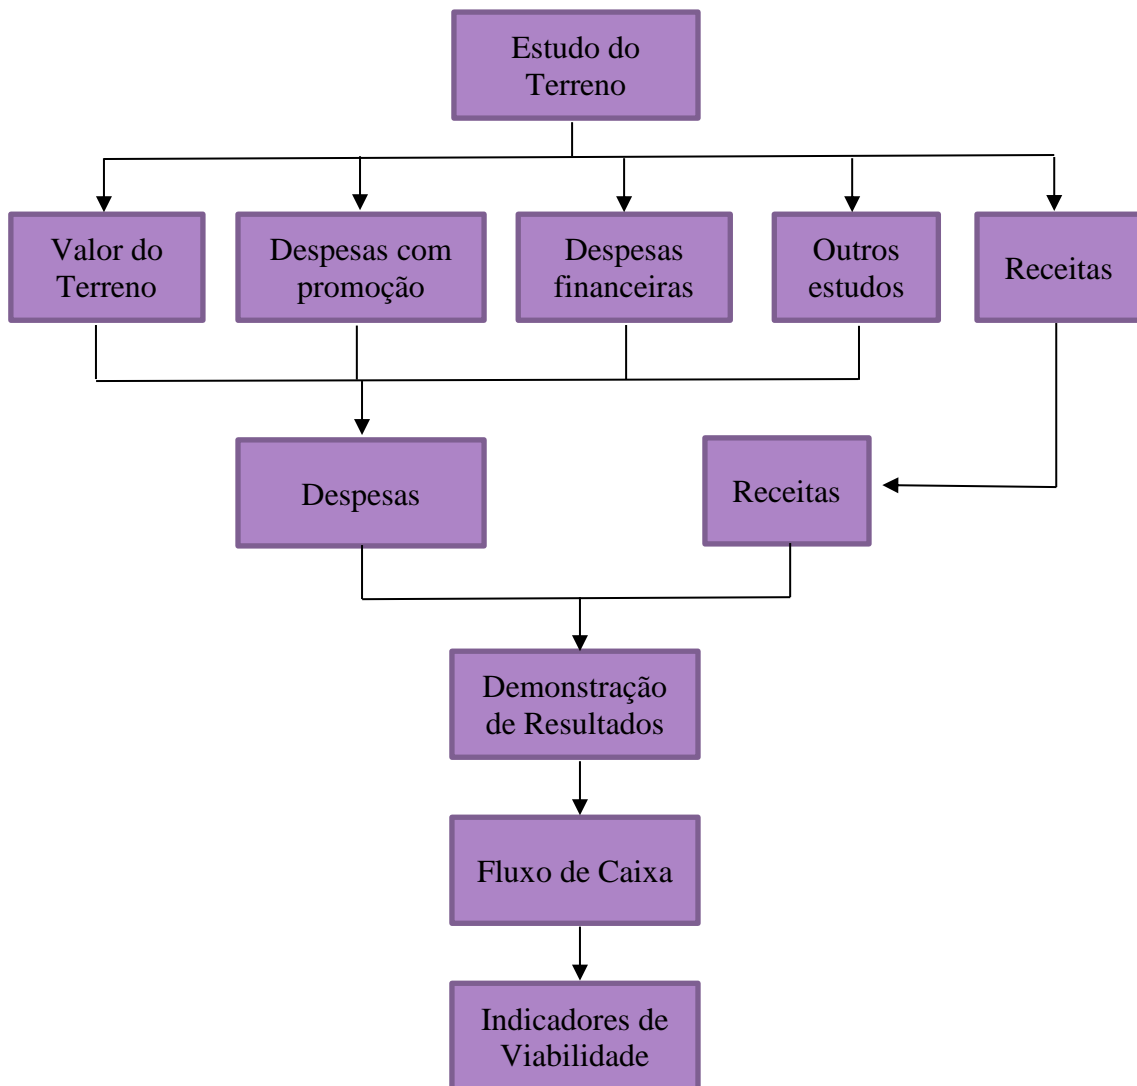 Estudo do
Terreno
Valor do
Terreno
Despesas com
promoção
Despesas
financeiras
Outros
estudos
Receitas
Despesas
Receitas
Demonstração
de Resultados
Fluxo de Caixa
Indicadores de
Viabilidade